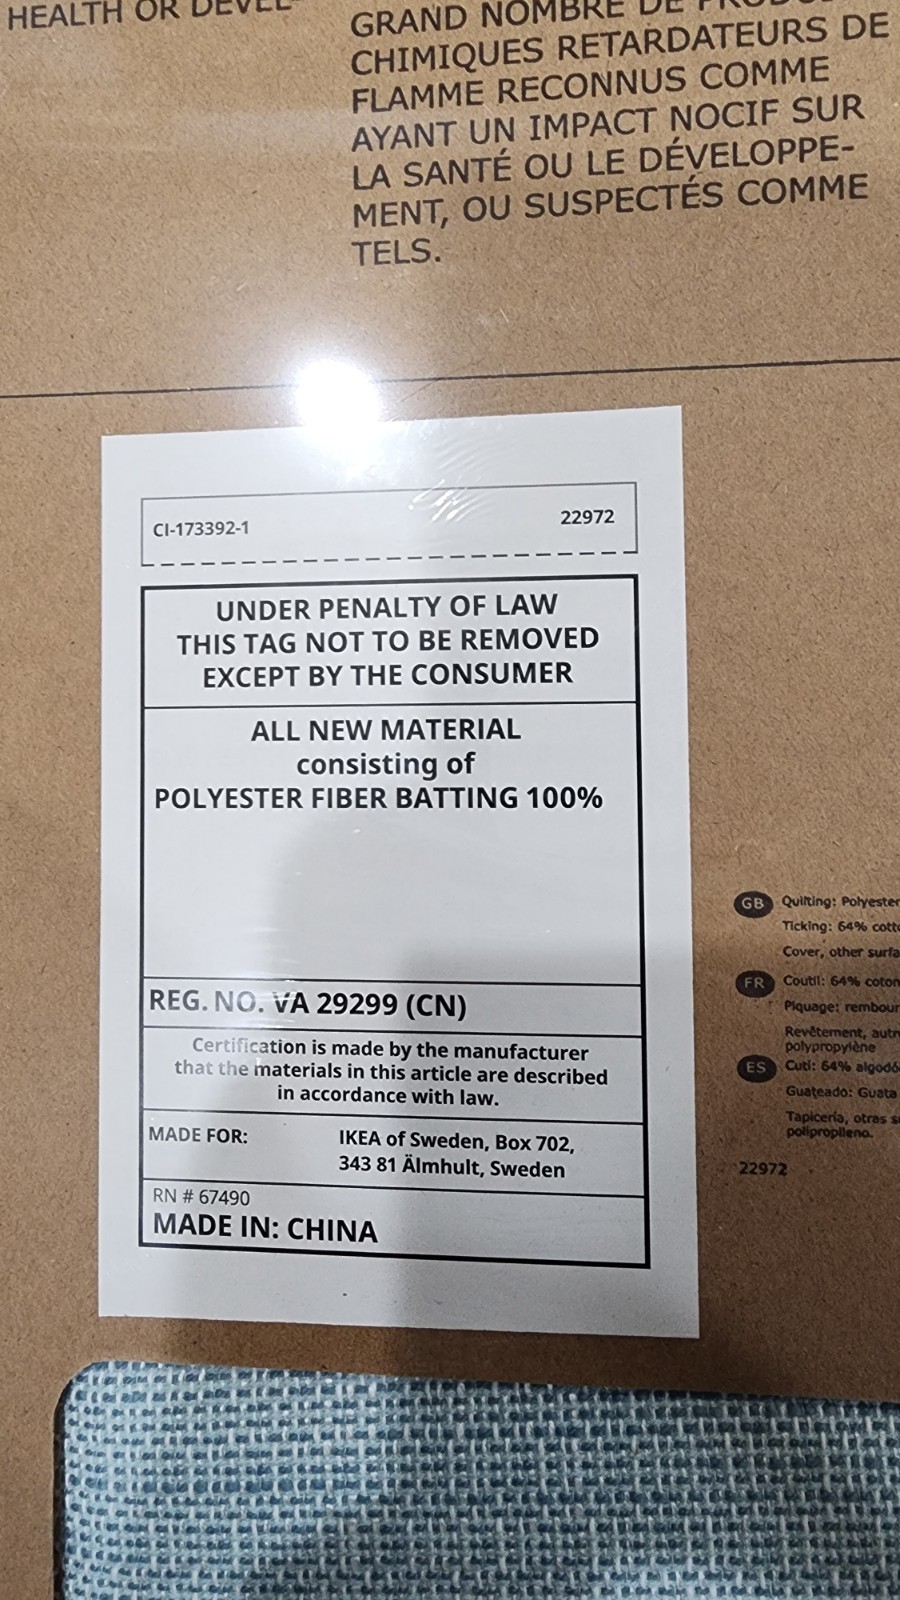 HEALTH OR DEVEL-
GRAND NOMBRE DE
CHIMIQUES RETARDATEURS DE
FLAMME RECONNUS COMME
AYANT UN IMPACT NOCIF SUR
LA SANTÉ OU LE DÉVELOPPE-
MENT, OU SUSPECTÉS COMME
TELS.
CI-173392-1 22972
UNDER PENALTY OF LAW
THIS TAG NOT TO BE REMOVED
EXCEPT BY THE CONSUMER
ALL NEW MATERIAL
consisting of
POLYESTER FIBER BATTING 100%
REG. NO. VA 29299 (CN)
Certification is made by the manufacturer
that the materials in this article are described
in accordance with law.
MADE FOR: IKEA of Sweden, Box 702,
343 81 Älmhult, Sweden
RN # 67490
MADE IN: CHINA
GB Quilting: Polyester
Ticking: 64%
Cover, other
FR Coutil: 64% coton
Piquage:
Revêtement,
polypropylène
ES Cutí: 64%
Guateado: Guata
Tapicería, otras
polipropileno.
22972